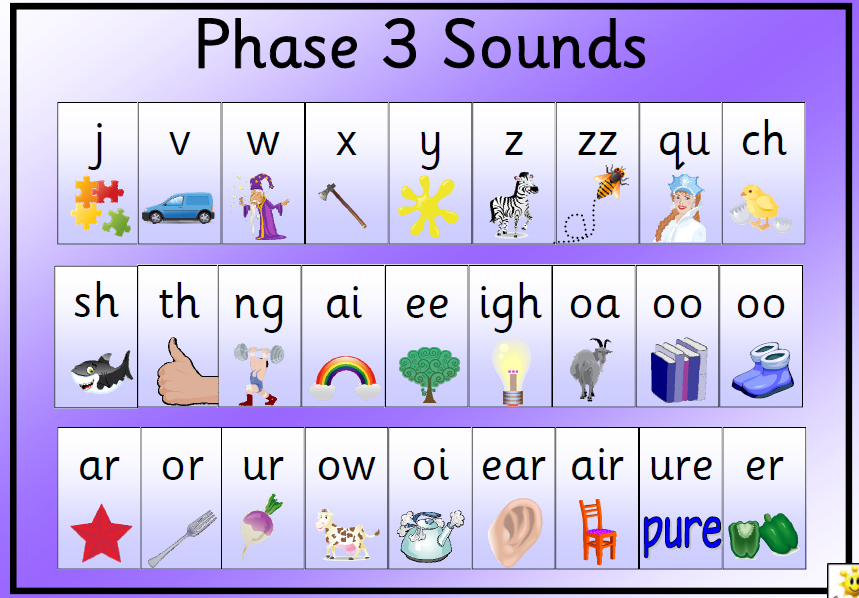 Phase 3 Sounds
j v w x y z zz qu ch
sh th ng ai ee igh oa oo oo
ar or ur ow oi ear air ure er
pure